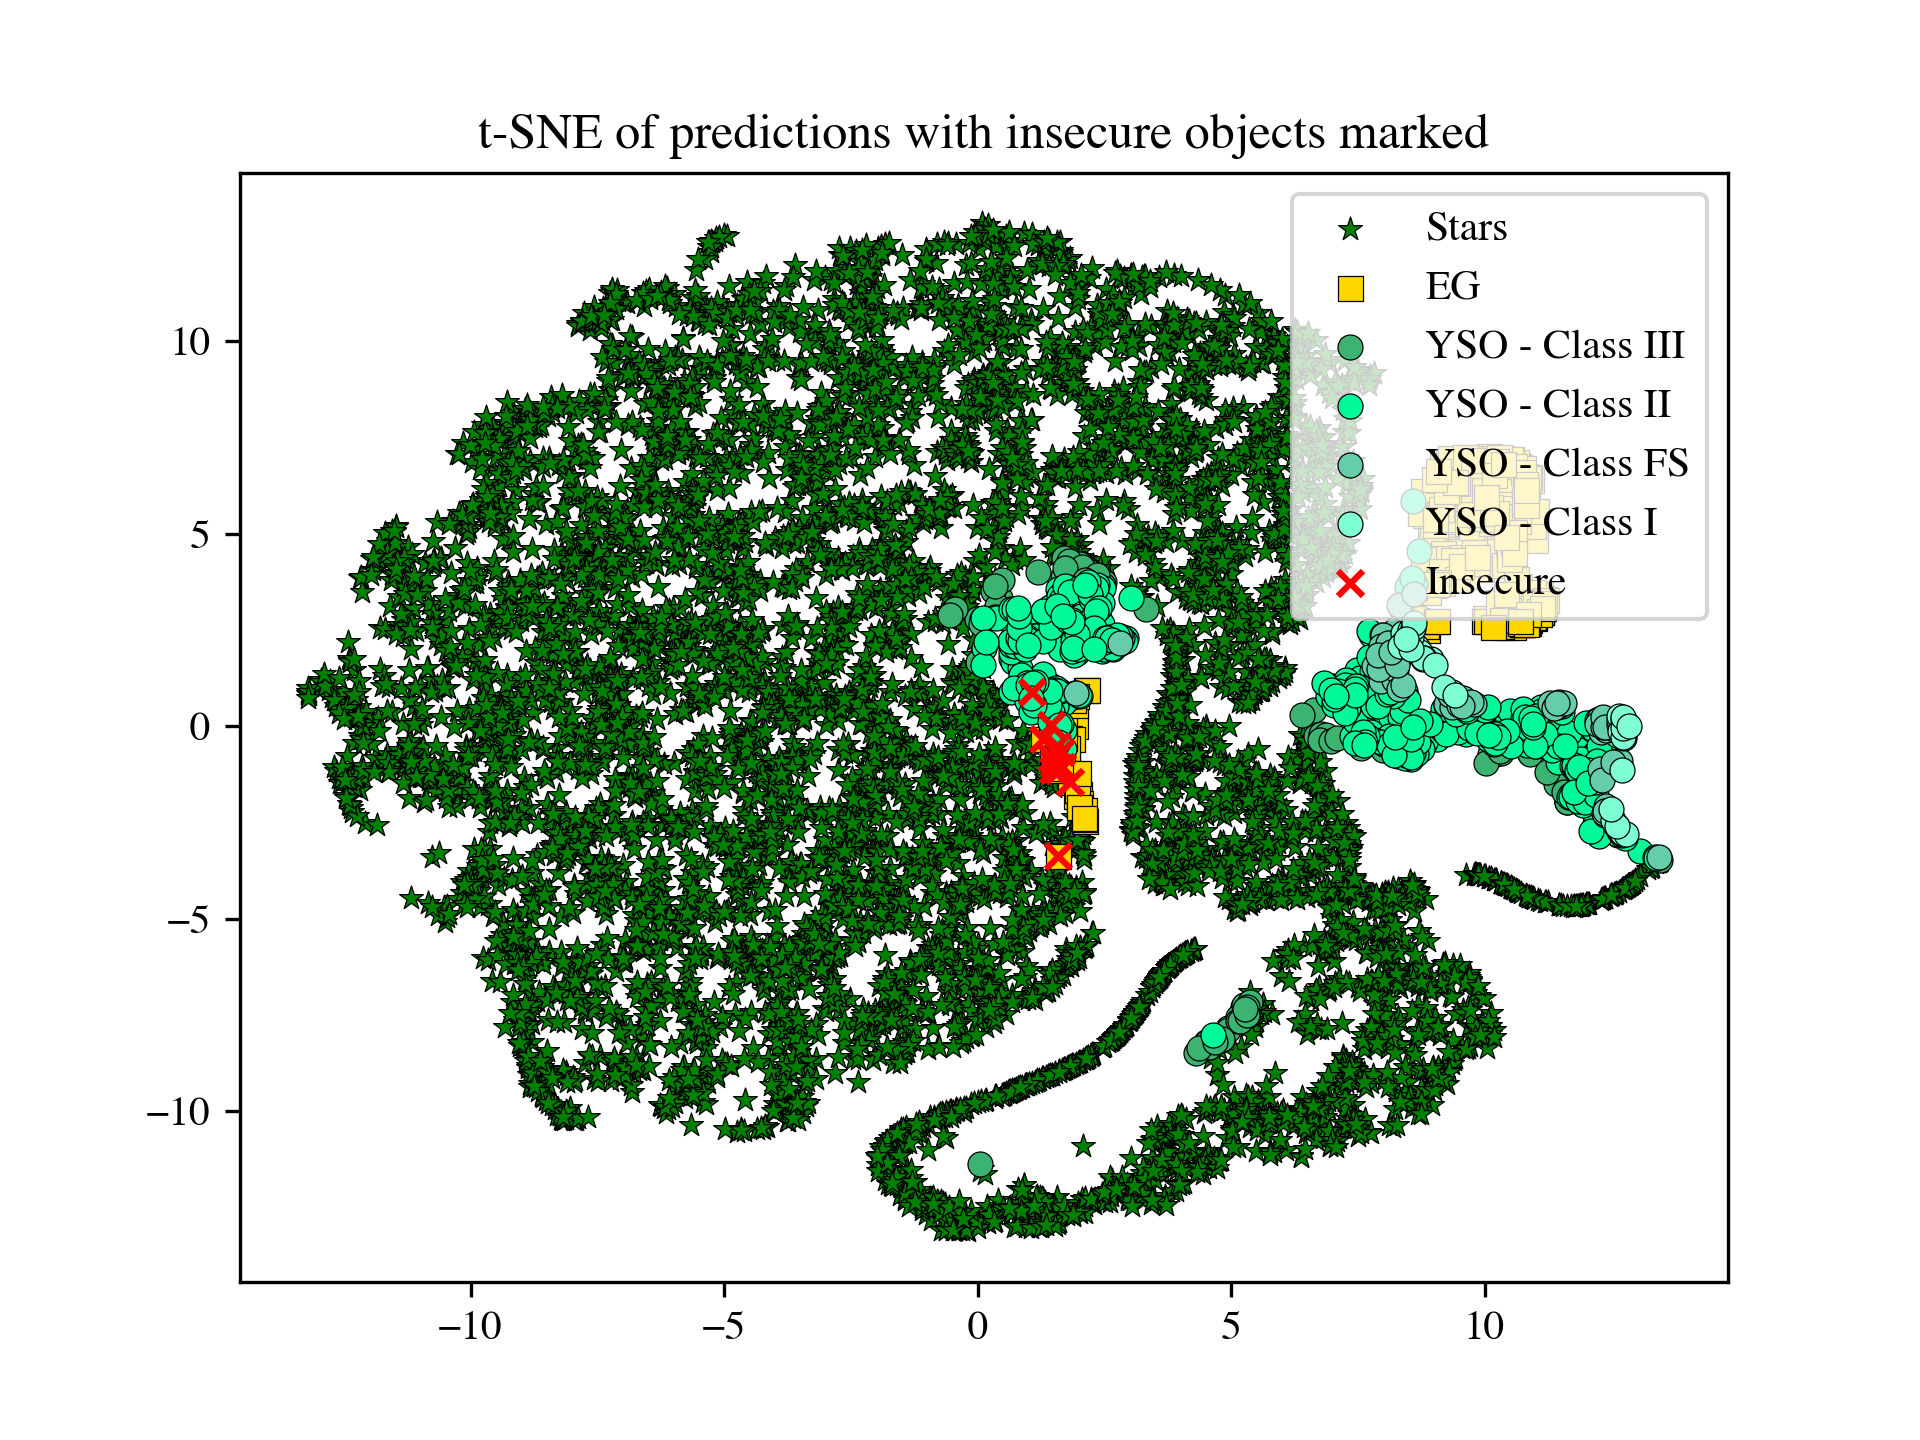 t-SNE of predictions with insecure objects marked
Stars
EG
YSO - Class III
YSO - Class II
YSO - Class FS
YSO - Class I
Insecure
10
5
0
−5
−10
−10
−5
0
5
10